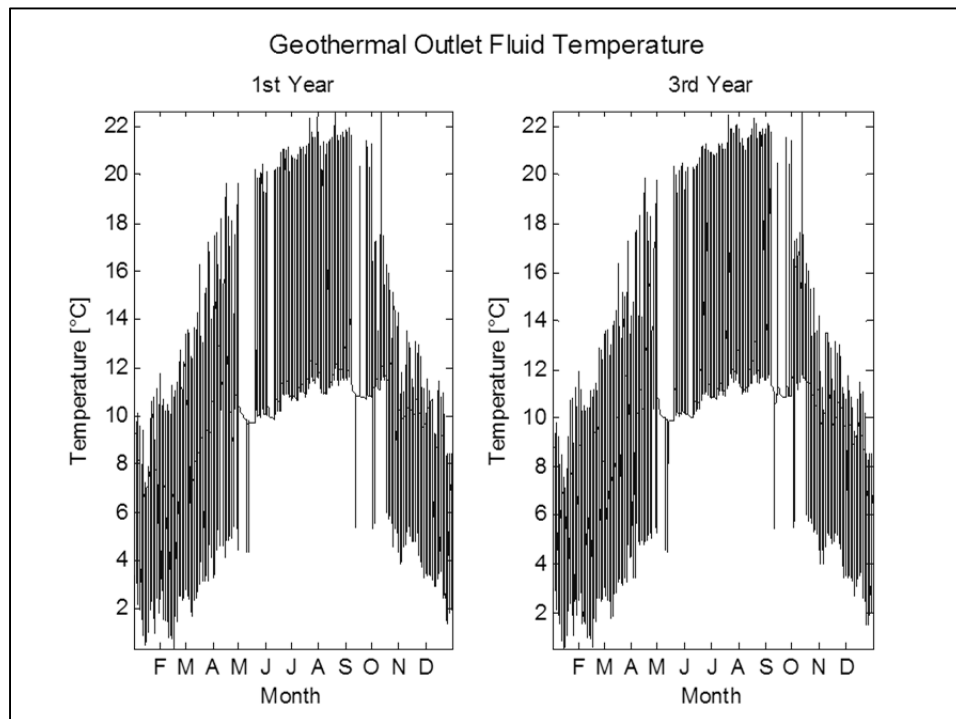 Geothermal Outlet Fluid Temperature
1st Year
22
20
18
16
14
12
10
8
6
4
2
Temperature [°C]
F M A M J J A S O N D
Month
3rd Year
22
20
18
16
14
12
10
8
6
4
2
Temperature [°C]
F M A M J J A S O N D
Month